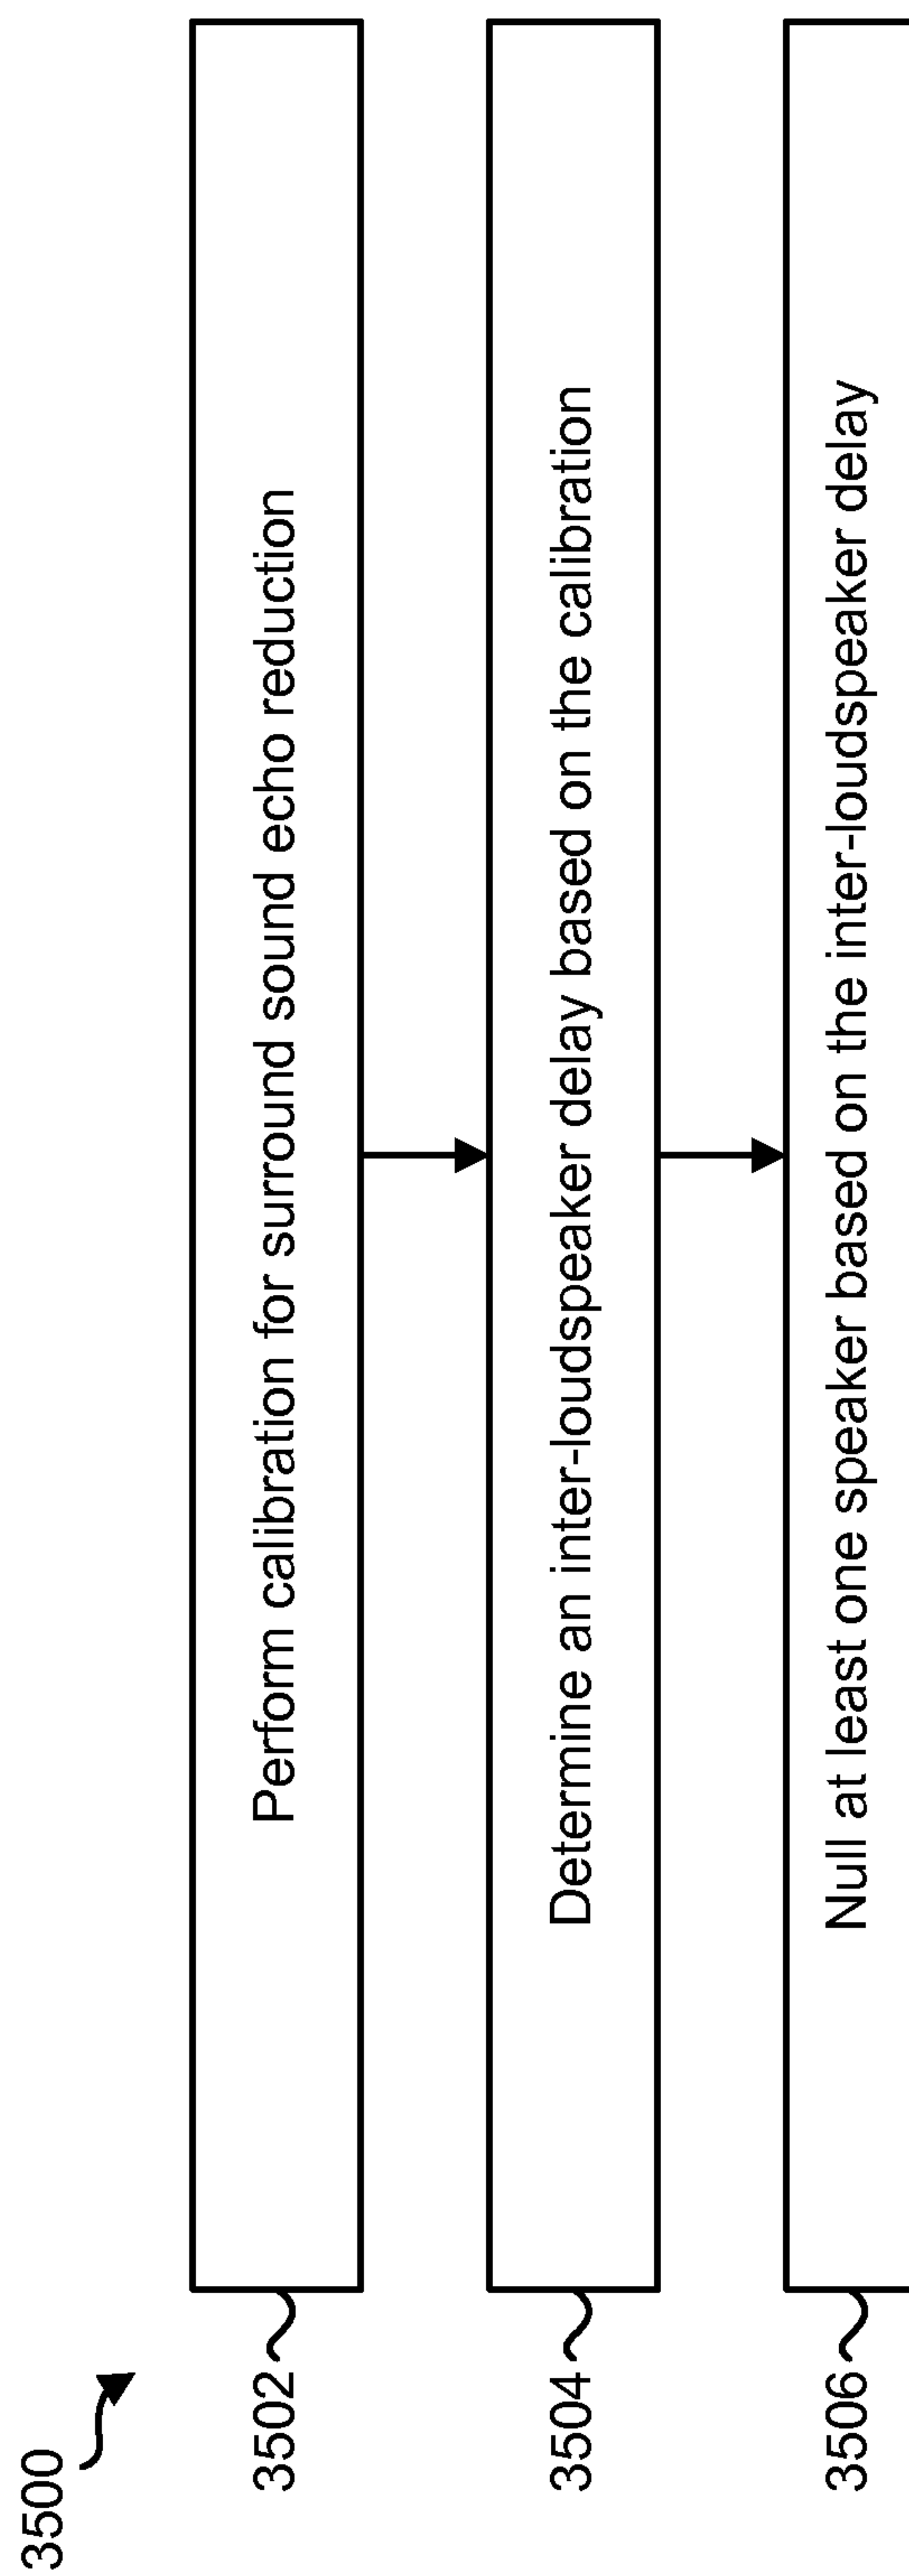 3500
3502
Perform calibration for surround sound echo reduction
3504
Determine an inter-loudspeaker delay based on the calibration
3506
Null at least one speaker based on the inter-loudspeaker delay